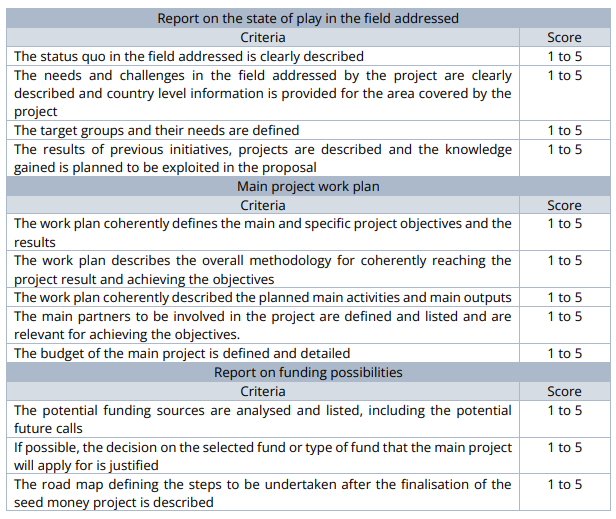 Report on the state of play in the field addressed
Criteria Score
The status quo in the field addressed is clearly described 1 to 5
The needs and challenges in the field addressed by the project are clearly 1 to 5
described and country level information is provided for the area covered by the
project
The target groups and their needs are defined 1 to 5
The results of previous initiatives, projects are described and the knowledge 1 to 5
gained is planned to be exploited in the proposal
Main project work plan
Criteria Score
The work plan coherently defines the main and specific project objectives and the 1 to 5
results
The work plan describes the overall methodology for coherently reaching the 1 to 5
project result and achieving the objectives
The work plan coherently described the planned main activities and main outputs 1 to 5
The main partners to be involved in the project are defined and listed and are 1 to 5
relevant for achieving the objectives.
The budget of the main project is defined and detailed 1 to 5
Report on funding possibilities
Criteria Score
The potential funding sources are analysed and listed, including the potential 1 to 5
future calls
If possible, the decision on the selected fund or type of fund that the main project 1 to 5
will apply for is justified
The road map defining the steps to be undertaken after the finalisation of the 1 to 5
seed money project is described